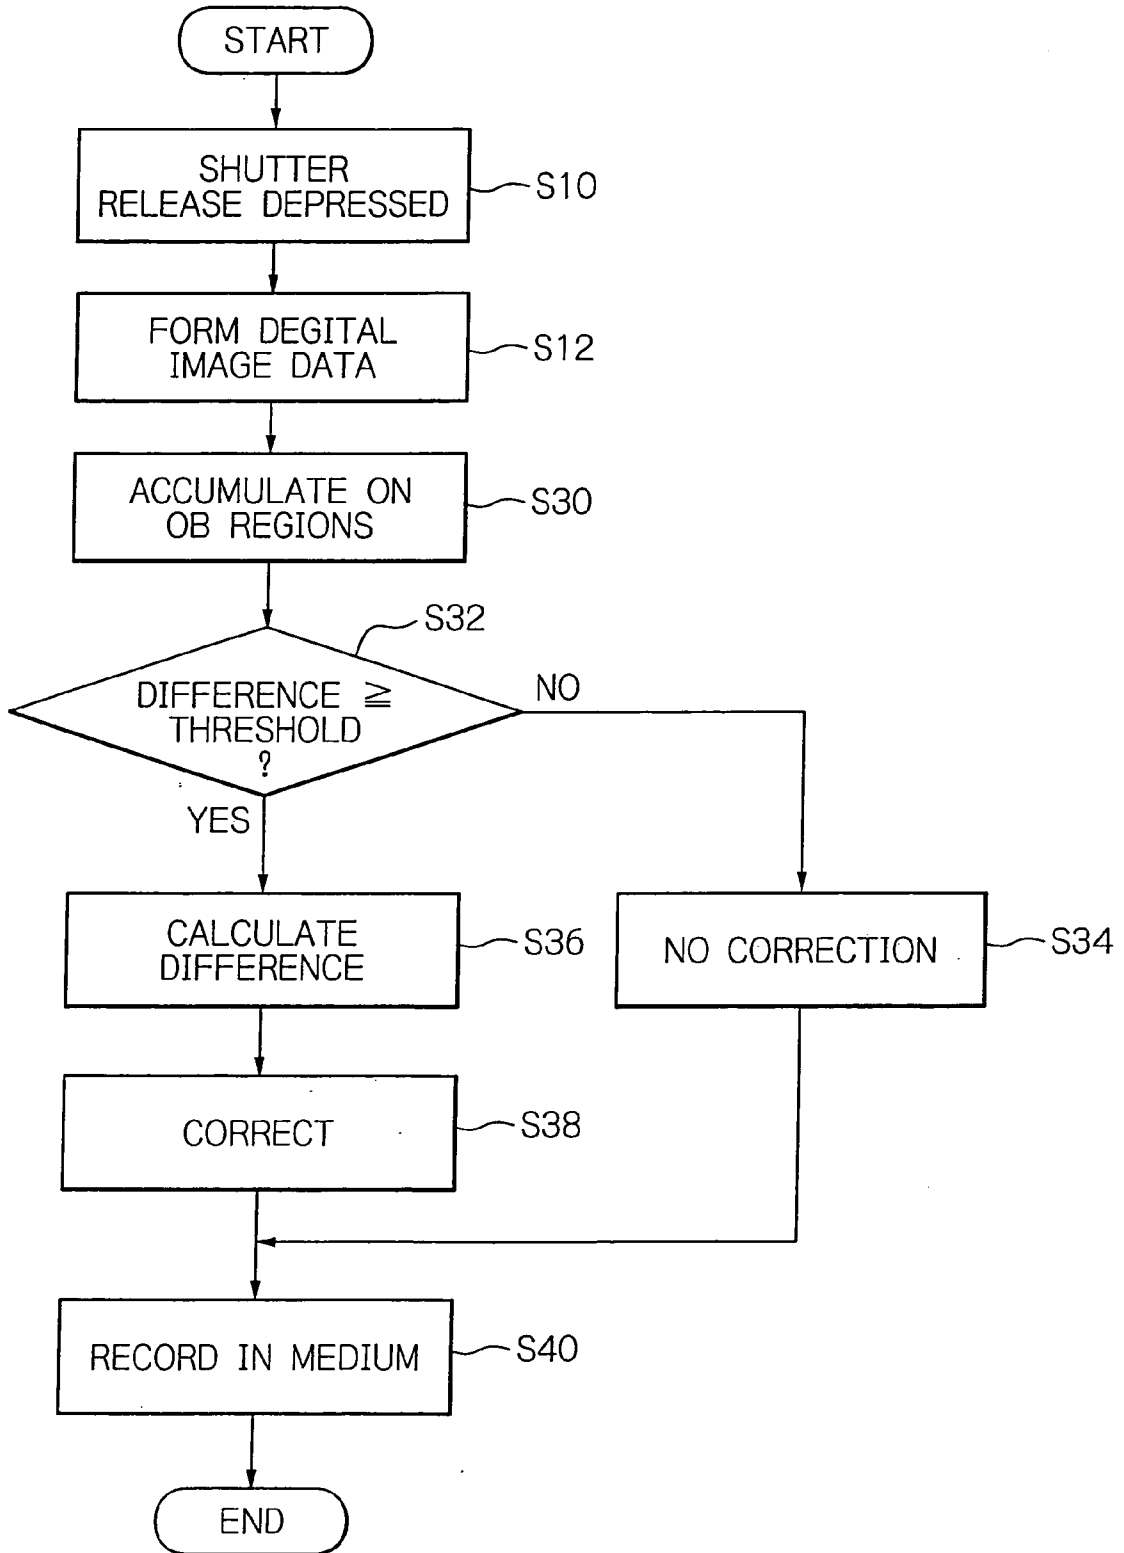 START
SHUTTER
RELEASE DEPRESSED
S10
FORM DEGITAL
IMAGE DATA
S12
ACCUMULATE ON
OB REGIONS
S30
S32
DIFFERENCE ≧
THRESHOLD
?
NO
YES
CALCULATE
DIFFERENCE
S36
NO CORRECTION
S34
CORRECT
S38
RECORD IN MEDIUM
S40
END